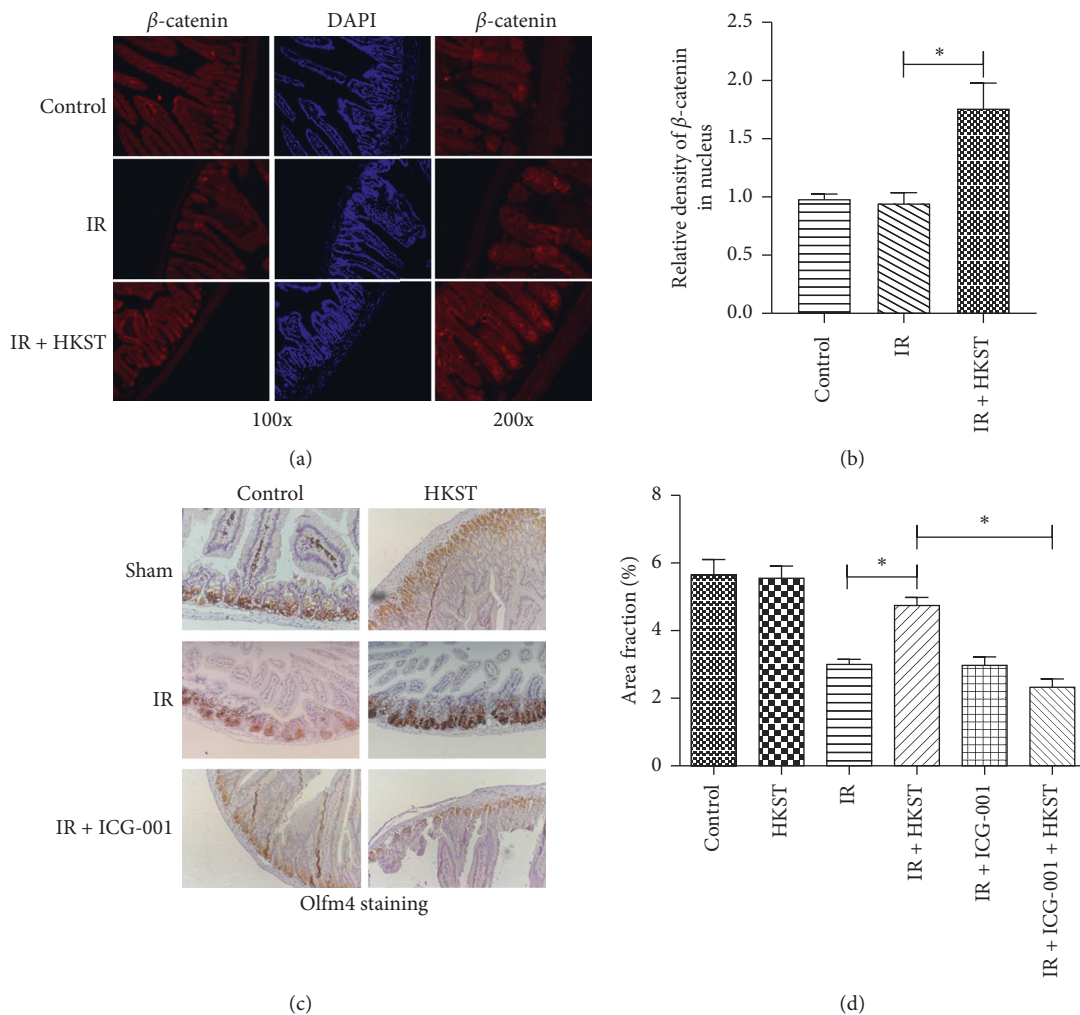 β-catenin DAPI β-catenin
Control
IR
IR + HKST
100x 200x
(a)
Relative density of β-catenin
in nucleus
2.5
2.0
1.5
1.0
0.5
0.0
*
Control
IR
IR + HKST
(b)
Control HKST
Sham
IR
IR + ICG-001
Olfm4 staining
(c)
Area fraction (%)
8
6
4
2
0
*
*
Control
HKST
IR
IR + HKST
IR + ICG-001
IR + ICG-001 + HKST
(d)